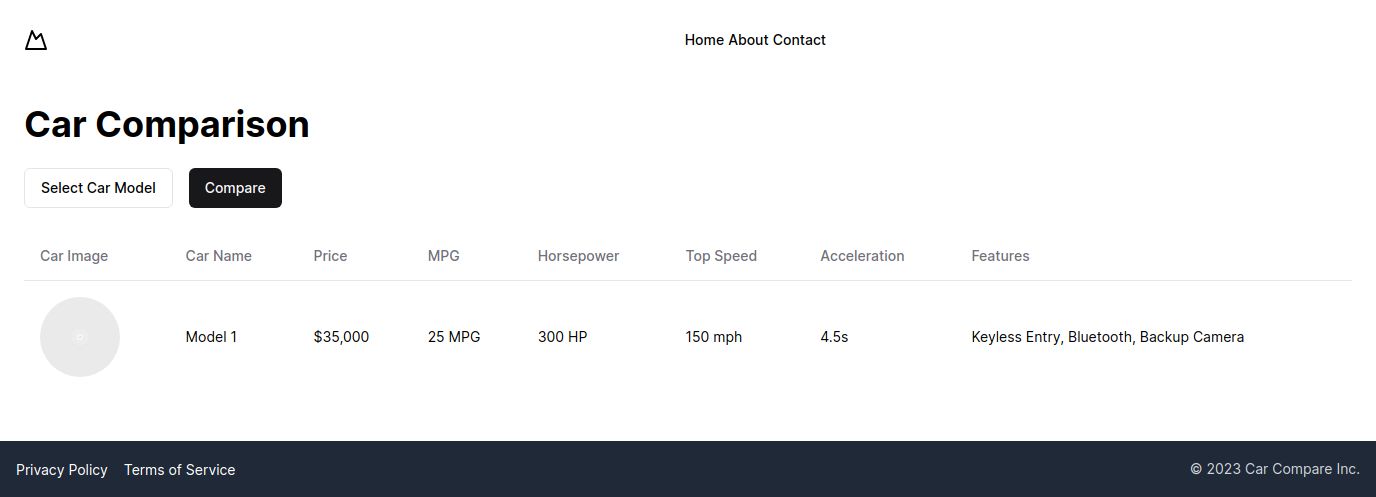 Home About Contact
Car Comparison
Select Car Model Compare
Car Image Car Name Price MPG Horsepower Top Speed Acceleration Features
Model 1 $35,000 25 MPG 300 HP 150 mph 4.5s Keyless Entry, Bluetooth, Backup Camera
Privacy Policy Terms of Service © 2023 Car Compare Inc.